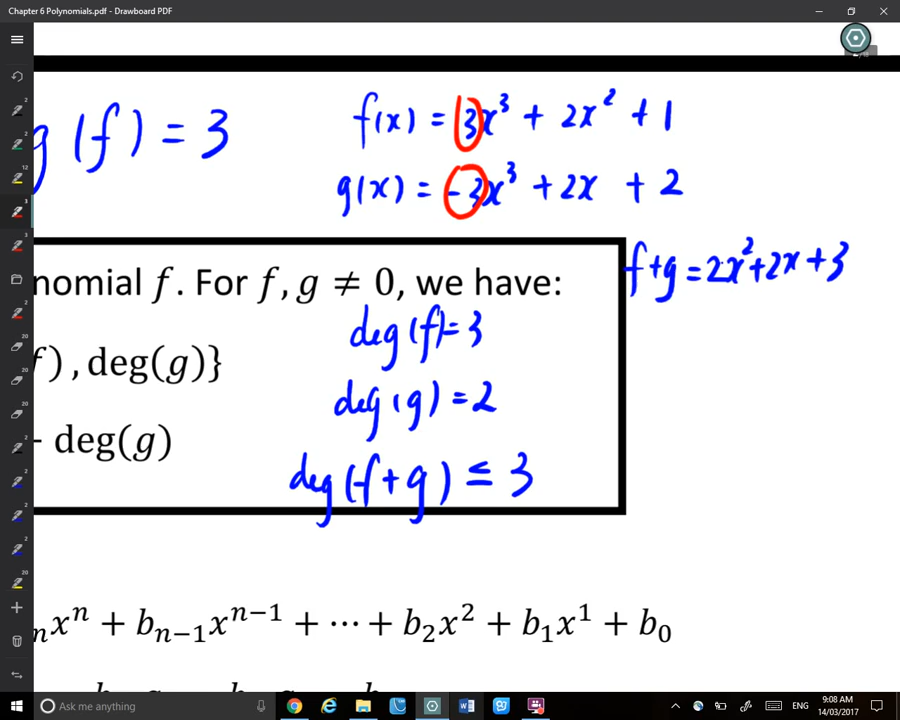 Chapter 6 Polynomials.pdf - Drawboard PDF
g(f) = 3
f(x) = 3x³ + 2x² + 1
g(x) = -3x³ + 2x + 2
f+g = 2x²+2x+3
nomial f. For f, g ≠ 0, we have:
deg(f)=3
f), deg(g)}
deg(g) = 2
- deg(g)
deg(f+g) ≤ 3
ₙxⁿ + bₙ₋₁xⁿ⁻¹ + ⋯ + b₂x² + b₁x¹ + b₀
Ask me anything
ENG
9:08 AM
14/03/2017